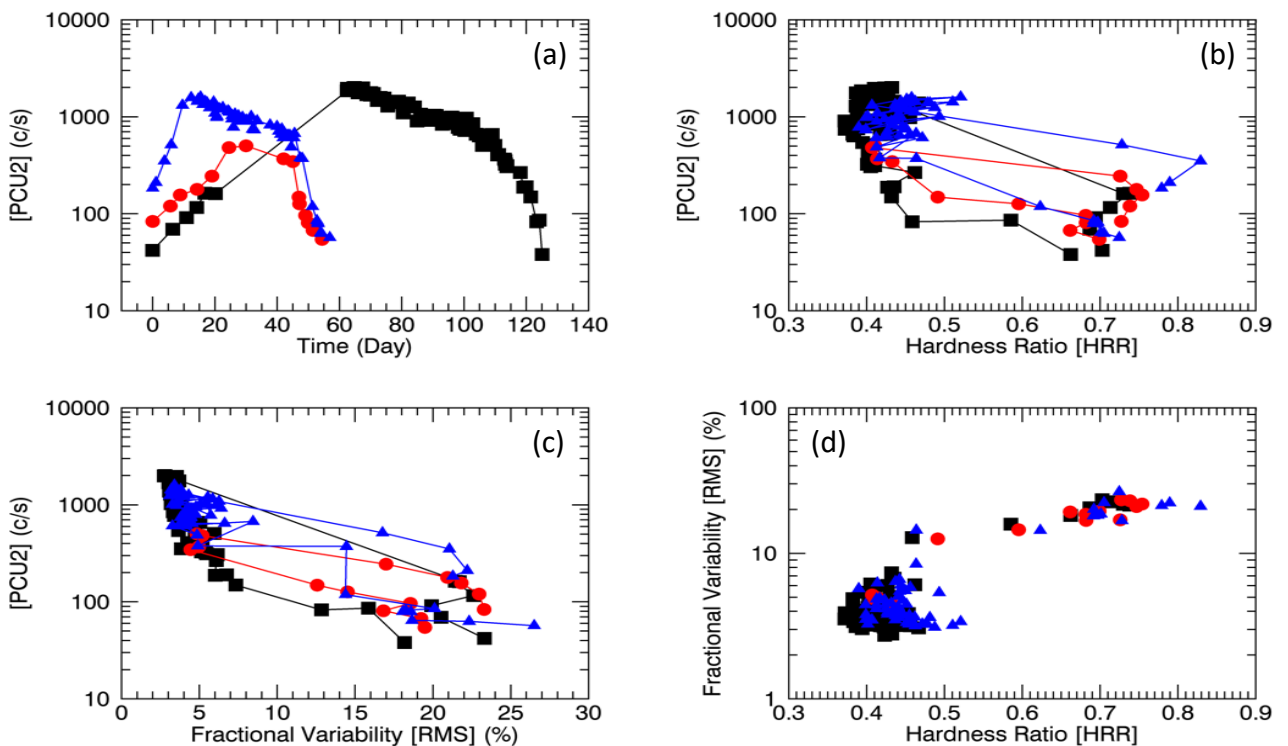 10000
1000
100
10
[PCU2] (c/s)
(a)
0 20 40 60 80 100 120 140
Time (Day)
10000
1000
100
10
[PCU2] (c/s)
(b)
0.3 0.4 0.5 0.6 0.7 0.8 0.9
Hardness Ratio [HRR]
10000
1000
100
10
[PCU2] (c/s)
(c)
0 5 10 15 20 25 30
Fractional Variability [RMS] (%)
100
10
1
Fractional Variability [RMS] (%)
(d)
0.3 0.4 0.5 0.6 0.7 0.8 0.9
Hardness Ratio [HRR]